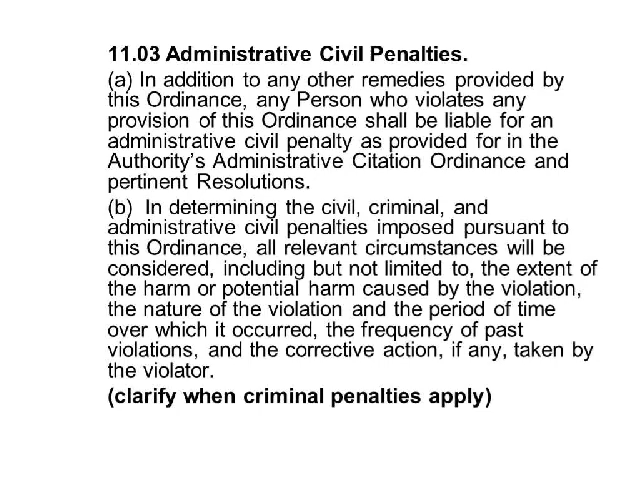 11.03 Administrative Civil Penalties.
(a) In addition to any other remedies provided by
this Ordinance, any Person who violates any
provision of this Ordinance shall be liable for an
administrative civil penalty as provided for in the
Authority's Administrative Citation Ordinance and
pertinent Resolutions.
(b) In determining the civil, criminal, and
administrative civil penalties imposed pursuant to
this Ordinance, all relevant circumstances will be
considered, including but not limited to, the extent of
the harm or potential harm caused by the violation,
the nature of the violation and the period of time
over which it occurred, the frequency of past
violations, and the corrective action, if any, taken by
the violator.
(clarify when criminal penalties apply)